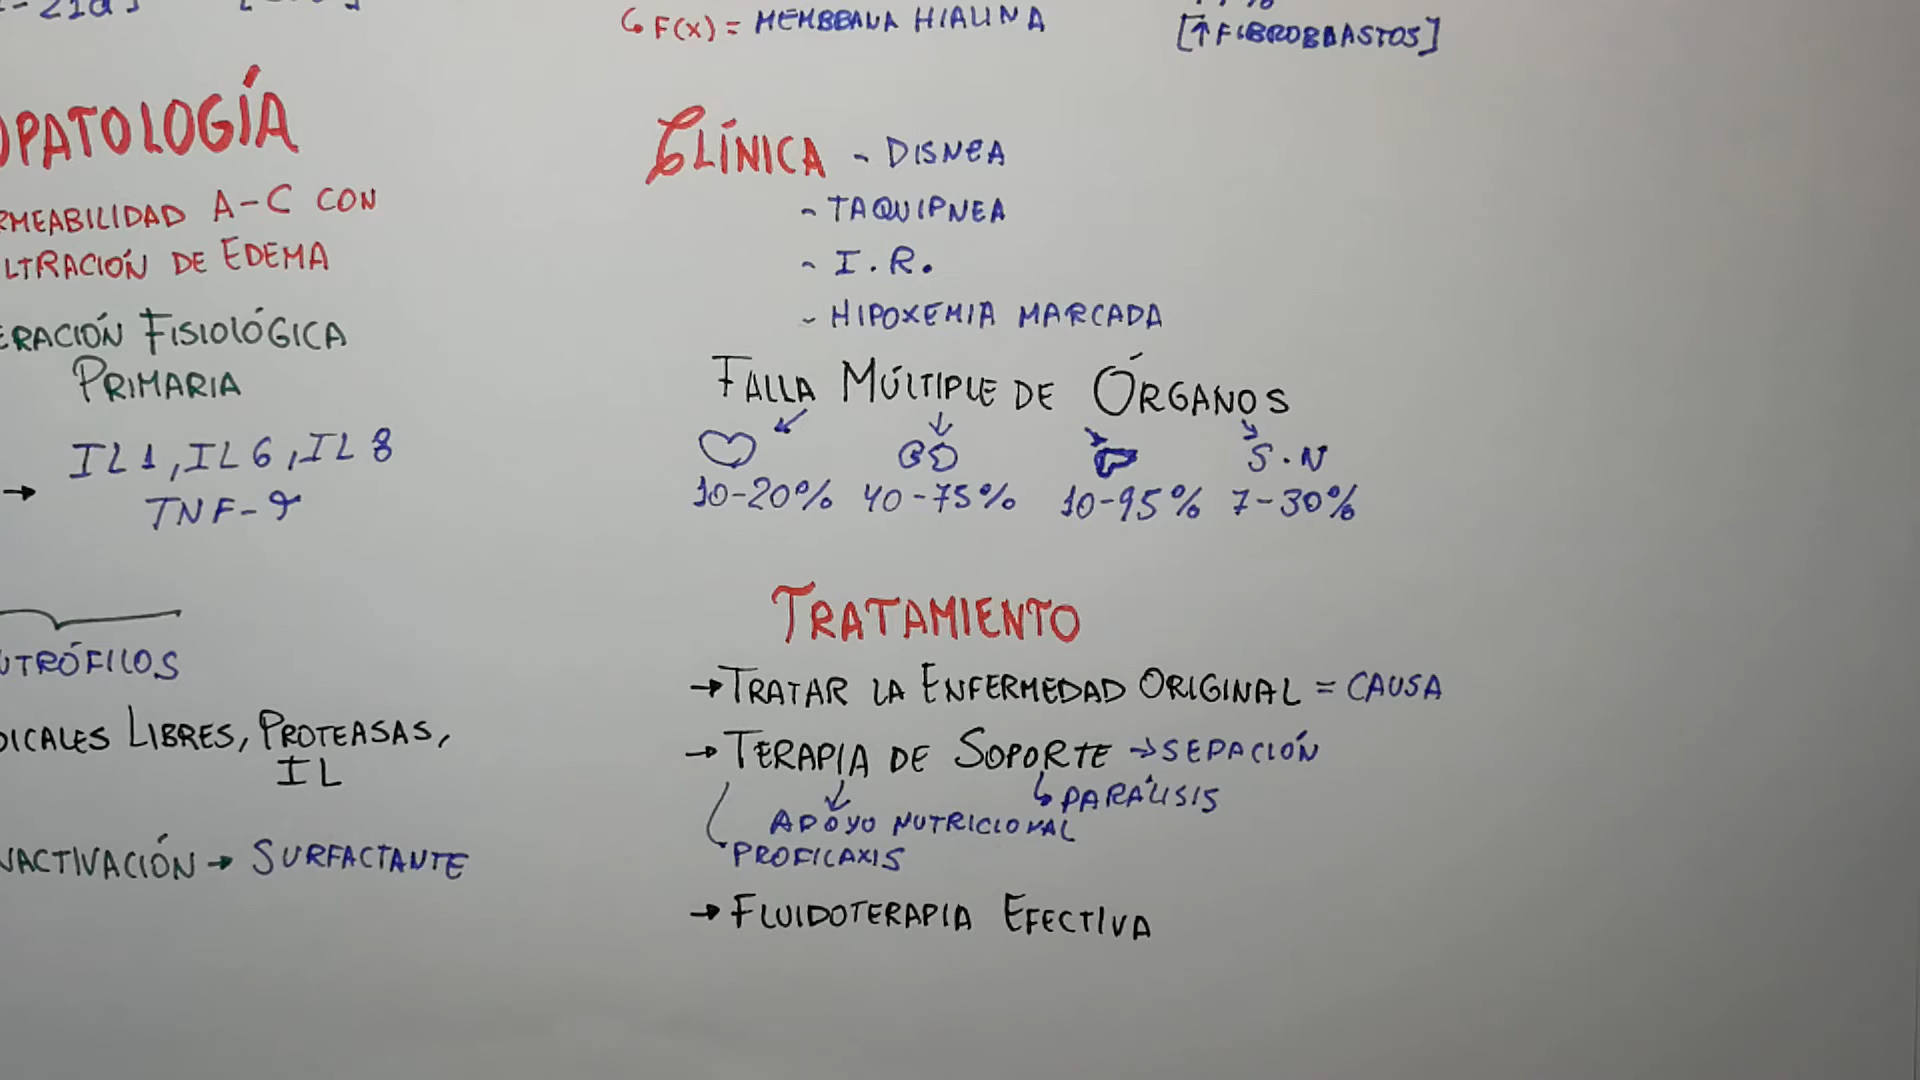 F(x) = MEMBRANA HIALINA
[↑FIBROBLASTOS]
OPATOLOGÍA
RMEABILIDAD A-C CON
LTRACIÓN DE EDEMA
ERACIÓN FISIOLÓGICA
PRIMARIA
→ IL1, IL6, IL8
TNF-α
UTRÓFILOS
DICALES LIBRES, PROTEASAS,
IL
NACTIVACIÓN → SURFACTANTE
CLÍNICA - DISNEA
- TAQUIPNEA
- I.R.
- HIPOXEMIA MARCADA
FALLA MÚLTIPLE DE ÓRGANOS
S.N
10-20% 40-75% 10-95% 7-30%
TRATAMIENTO
→ TRATAR LA ENFERMEDAD ORIGINAL = CAUSA
→ TERAPIA DE SOPORTE → SEDACIÓN
PARÁLISIS
APOYO NUTRICIONAL
PROFILAXIS
→ FLUIDOTERAPIA EFECTIVA